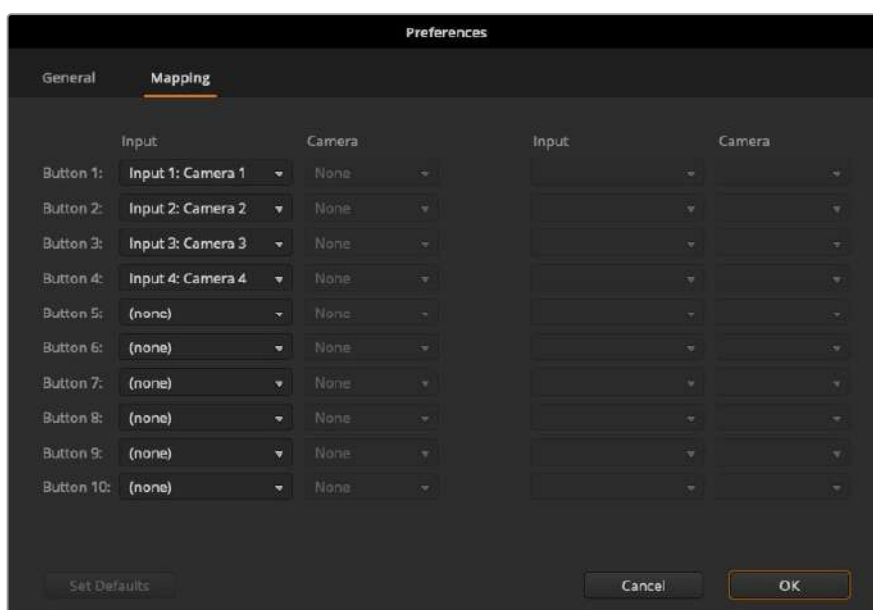 Preferences
General Mapping
Input Camera Input Camera
Button 1: Input 1: Camera 1 None
Button 2: Input 2: Camera 2 None
Button 3: Input 3: Camera 3 None
Button 4: Input 4: Camera 4 None
Button 5: (none) None
Button 6: (none) None
Button 7: (none) None
Button 8: (none) None
Button 9: (none) None
Button 10: (none) None
Set Defaults Cancel OK